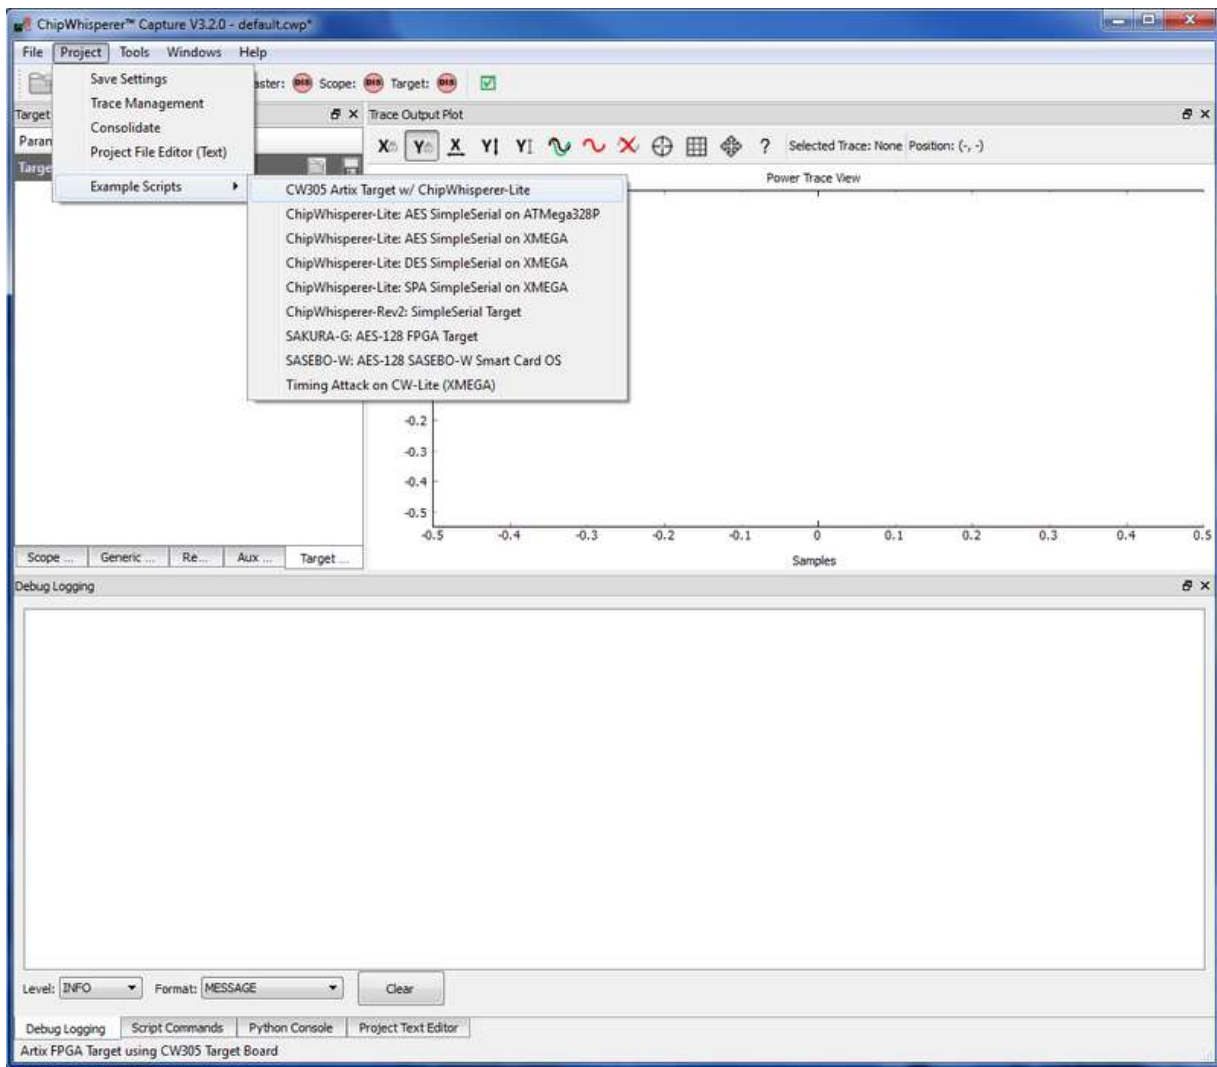 ChipWhisperer™ Capture V3.2.0 - default.cwp*
File Project Tools Windows Help
Save Settings
Trace Management
Consolidate
Project File Editor (Text)
Example Scripts
aster: DIS Scope: DIS Target: DIS
Target
Paran
Targe
CW305 Artix Target w/ ChipWhisperer-Lite
ChipWhisperer-Lite: AES SimpleSerial on ATMega328P
ChipWhisperer-Lite: AES SimpleSerial on XMEGA
ChipWhisperer-Lite: DES SimpleSerial on XMEGA
ChipWhisperer-Lite: SPA SimpleSerial on XMEGA
ChipWhisperer-Rev2: SimpleSerial Target
SAKURA-G: AES-128 FPGA Target
SASEBO-W: AES-128 SASEBO-W Smart Card OS
Timing Attack on CW-Lite (XMEGA)
Trace Output Plot
X Y X Y Y ? Selected Trace: None Position: (-, -)
Power Trace View
-0.2
-0.3
-0.4
-0.5
-0.5 -0.4 -0.3 -0.2 -0.1 0 0.1 0.2 0.3 0.4 0.5
Samples
Scope ... Generic ... Re... Aux ... Target ...
Debug Logging
Level: INFO Format: MESSAGE Clear
Debug Logging Script Commands Python Console Project Text Editor
Artix FPGA Target using CW305 Target Board